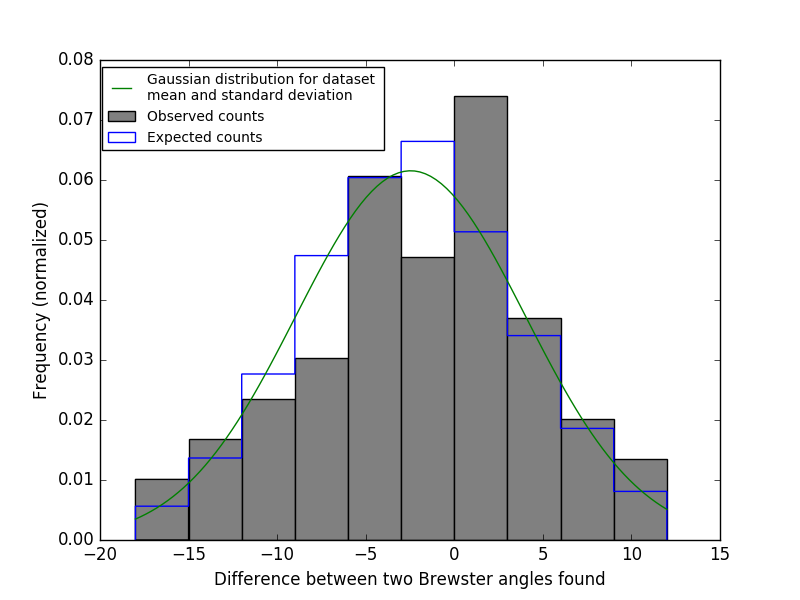 Gaussian distribution for dataset
mean and standard deviation
Observed counts
Expected counts
0.08
0.07
0.06
0.05
0.04
0.03
0.02
0.01
0.00
Frequency (normalized)
−20
−15
−10
−5
0
5
10
15
Difference between two Brewster angles found